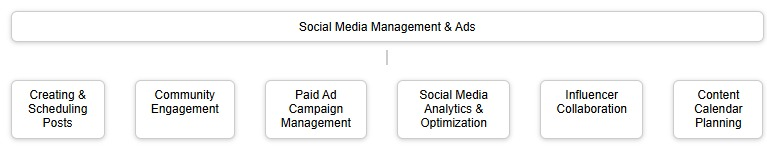 Social Media Management & Ads
Creating &
Scheduling
Posts
Community
Engagement
Paid Ad
Campaign
Management
Social Media
Analytics &
Optimization
Influencer
Collaboration
Content
Calendar
Planning